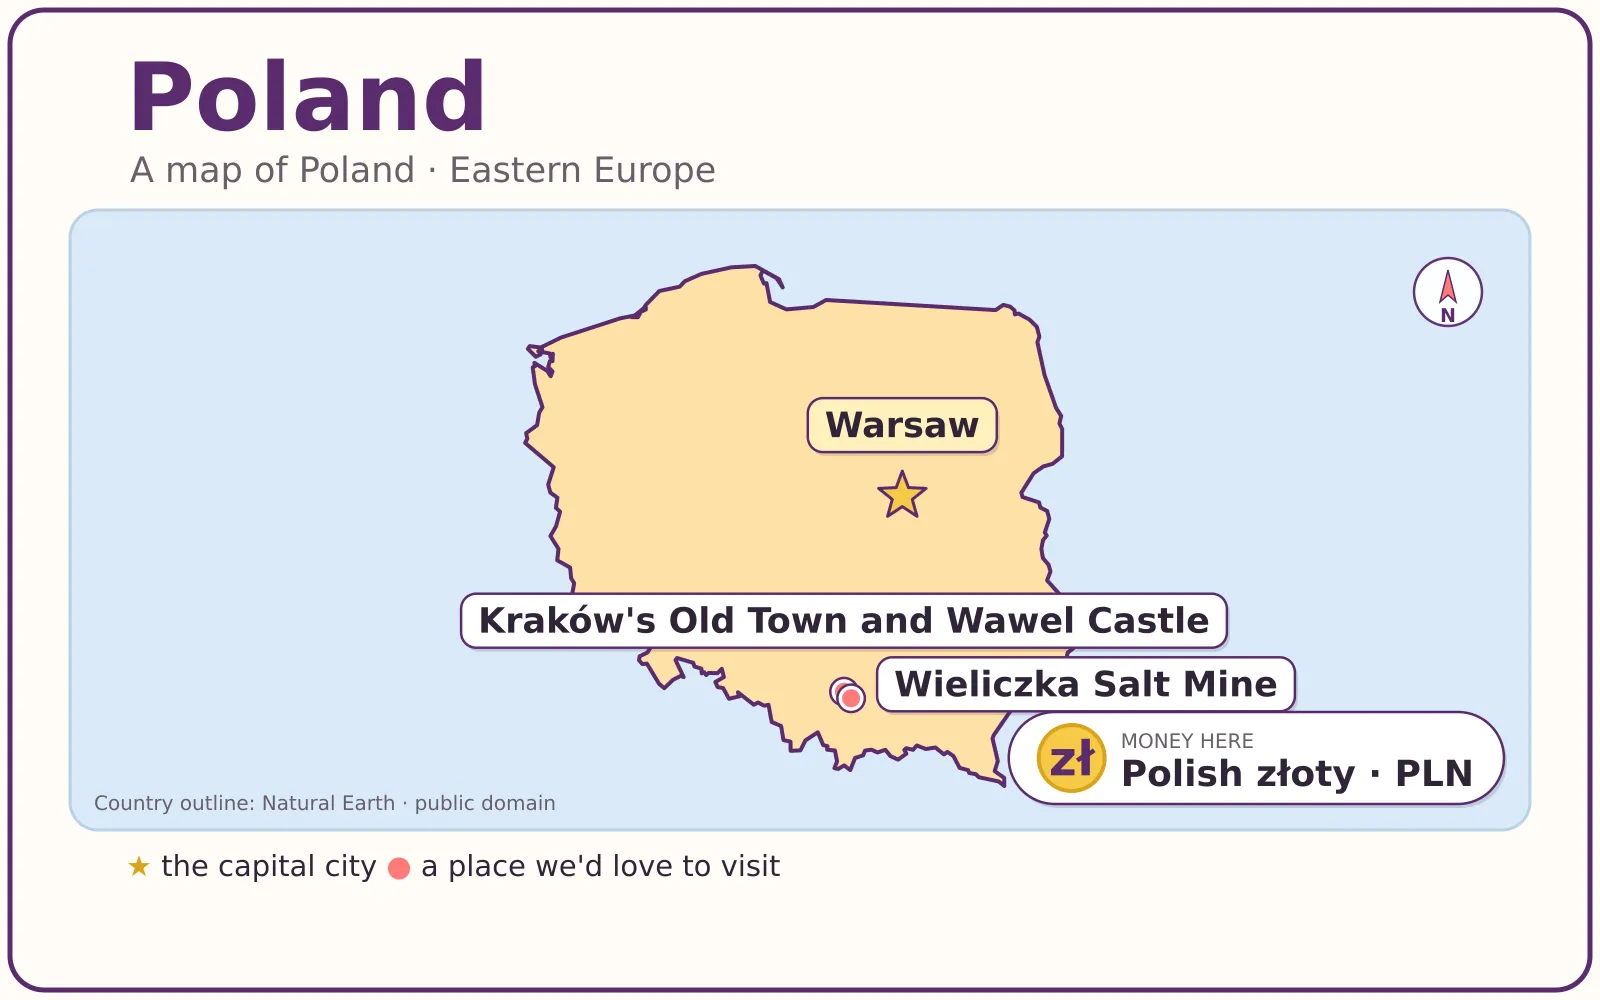 Poland
A map of Poland · Eastern Europe
N
Warsaw
Kraków's Old Town and Wawel Castle
Wieliczka Salt Mine
zł
MONEY HERE
Polish złoty · PLN
Country outline: Natural Earth · public domain
★ the capital city ● a place we'd love to visit